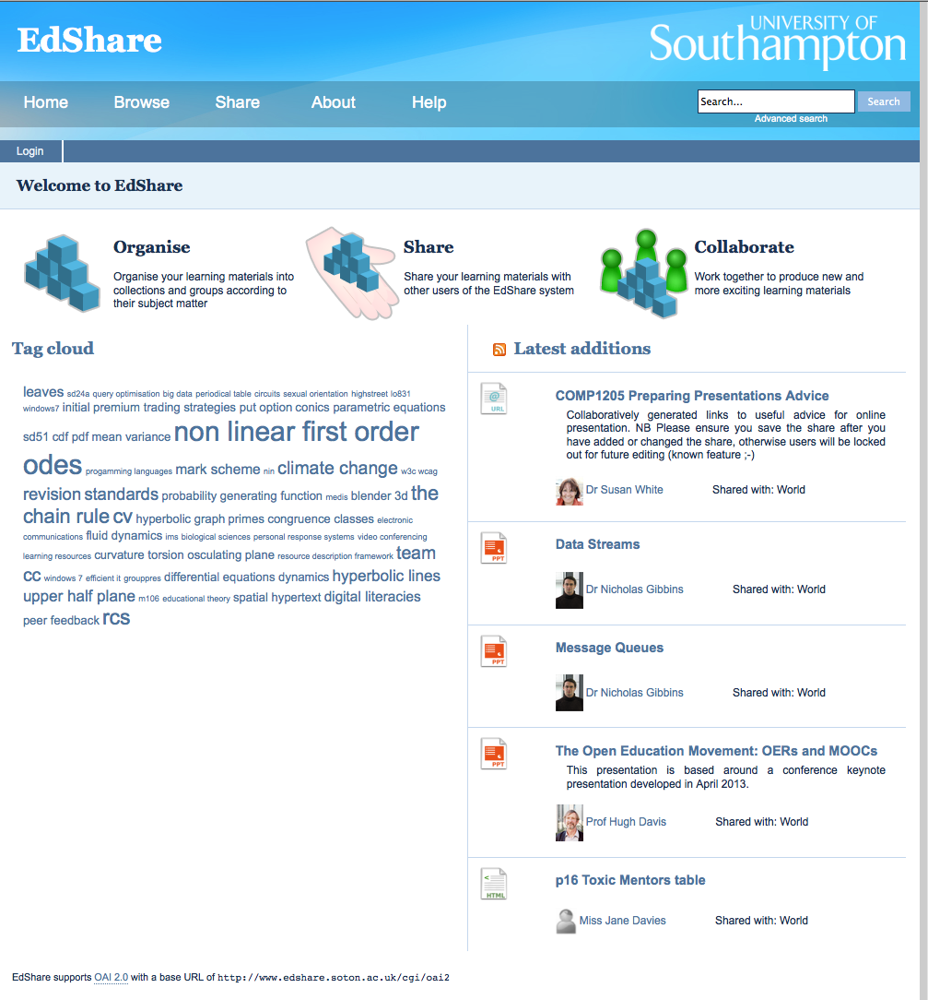 EdShare
UNIVERSITY OF
Southampton
Home Browse Share About Help
Search... Search
Advanced search
Login
Welcome to EdShare
Organise
Organise your learning materials into
collections and groups according to
their subject matter
Share
Share your learning materials with
other users of the EdShare system
Collaborate
Work together to produce new and
more exciting learning materials
Tag cloud
leaves sd24a query optimisation big data periodical table circuits sexual orientation highstreet lo831
windows7 initial premium trading strategies put option conics parametric equations
sd51 cdf pdf mean variance non linear first order
odes progamming languages mark scheme nin climate change w3c wcag
revision standards probability generating function medis blender 3d the
chain rule cv hyperbolic graph primes congruence classes electronic
communications fluid dynamics ims biological sciences personal response systems video conferencing
learning resources curvature torsion osculating plane resource description framework team
cc windows 7 efficient it grouppres differential equations dynamics hyperbolic lines
upper half plane m106 educational theory spatial hypertext digital literacies
peer feedback rcs
Latest additions
URL
COMP1205 Preparing Presentations Advice
Collaboratively generated links to useful advice for online
presentation. NB Please ensure you save the share after you
have added or changed the share, otherwise users will be locked
out for future editing (known feature ;-)
Dr Susan White Shared with: World
PPT
Data Streams
Dr Nicholas Gibbins Shared with: World
PPT
Message Queues
Dr Nicholas Gibbins Shared with: World
PPT
The Open Education Movement: OERs and MOOCs
This presentation is based around a conference keynote
presentation developed in April 2013.
Prof Hugh Davis Shared with: World
HTML
p16 Toxic Mentors table
Miss Jane Davies Shared with: World
EdShare supports OAI 2.0 with a base URL of http://www.edshare.soton.ac.uk/cgi/oai2